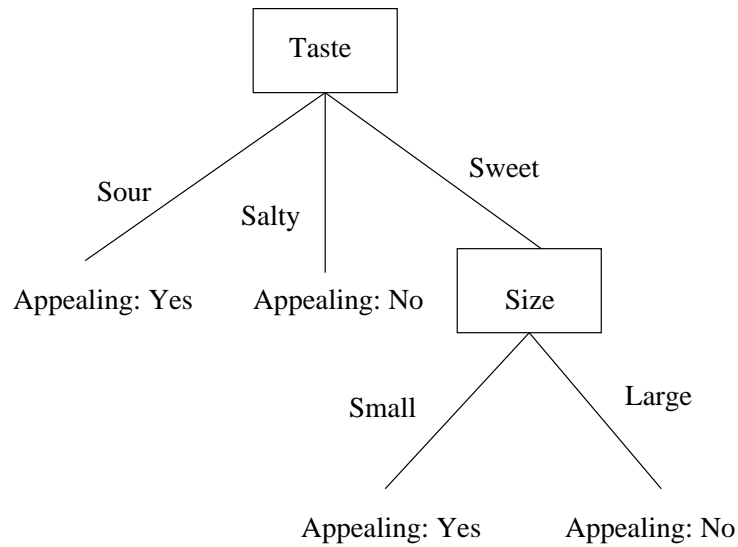 Taste
Sweet
Sour
Salty
Appealing: Yes
Appealing: No
Size
Small
Large
Appealing: Yes
Appealing: No